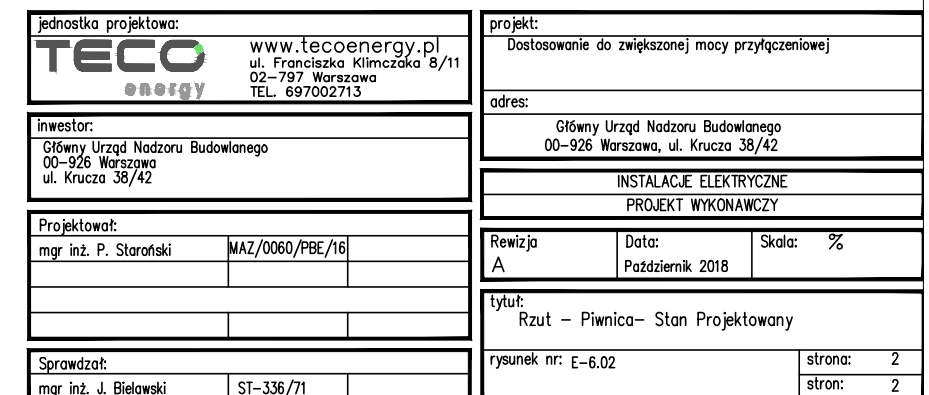 jednostka projektowa:
TECO
energy
www.tecoenergy.pl
ul. Franciszka Klimczaka 8/11
02-797 Warszawa
TEL. 697002713
inwestor:
Główny Urząd Nadzoru Budowlanego
00-926 Warszawa
ul. Krucza 38/42
Projektował:
mgr inż. P. Staroński MAZ/0060/PBE/16
Sprawdzał:
mgr inż. J. Bielawski ST-336/71
projekt:
Dostosowanie do zwiększonej mocy przyłączeniowej
adres:
Główny Urząd Nadzoru Budowlanego
00-926 Warszawa, ul. Krucza 38/42
INSTALACJE ELEKTRYCZNE
PROJEKT WYKONAWCZY
Rewizja Data: Skala: %
A Październik 2018
tytuł:
Rzut - Piwnica- Stan Projektowany
rysunek nr: E-6.02 strona: 2
stron: 2